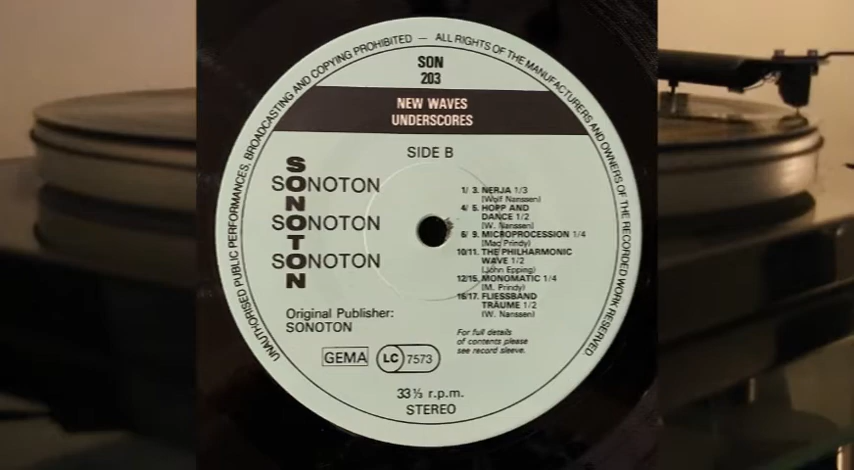 UNAUTHORISED PUBLIC PERFORMANCES, BROADCASTING AND COPYING PROHIBITED — ALL RIGHTS OF THE MANUFACTURERS AND OWNERS OF THE RECORDED WORK RESERVED.
SON
203
NEW WAVES
UNDERSCORES
SIDE B
SONOTON
SONOTON
SONOTON
SONOTON
1/ 3. NERJA 1/3
(Wolf Nanssen)
4/ 5. HOPP AND
DANCE 1/2
(W. Nanssen)
6/ 9. MICROPROCESSION 1/4
(Mac Prindy)
10/11. THE PHILHARMONIC
WAVE 1/2
(John Epping)
12/15. MONOMATIC 1/4
(M. Prindy)
16/17. FLIESSBAND
TRÄUME 1/2
(W. Nanssen)
Original Publisher:
SONOTON
For full details
of contents please
see record sleeve.
GEMA LC 7573
33⅓ r.p.m.
STEREO